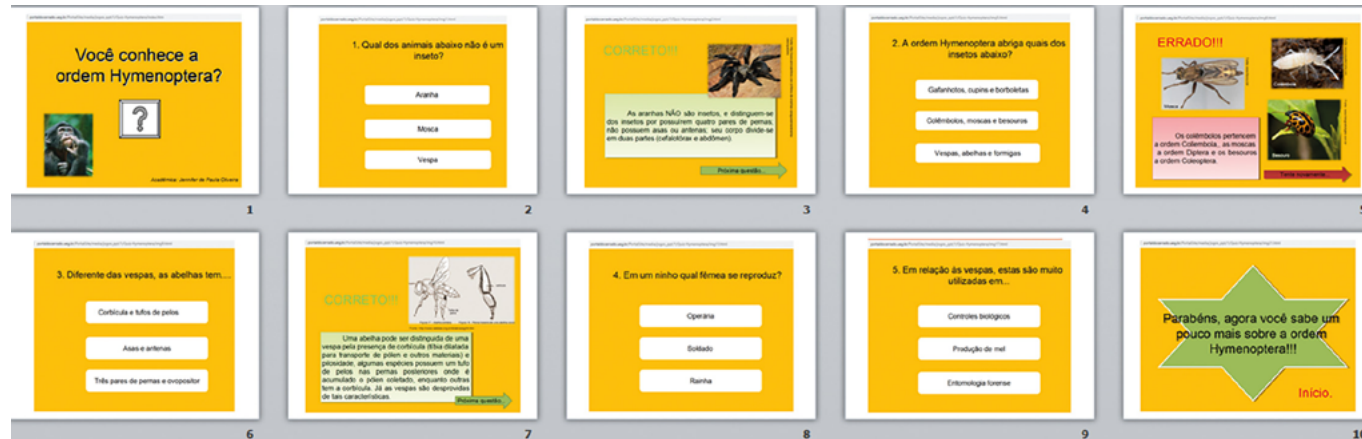 Você conhece a
ordem Hymenoptera?
?
Acadêmica: Jennifer de Paula Oliveira
1
1. Qual dos animais abaixo não é um
inseto?
Aranha
Mosca
Vespa
2
CORRETO!!!
As aranhas NÃO são insetos, e distinguem-se
dos insetos por possuírem quatro pares de pernas,
não possuem asas ou antenas; seu corpo divide-se
em duas partes (cefalotórax e abdômen).
Próxima questão...
3
2. A ordem Hymenoptera abriga quais dos
insetos abaixo?
Gafanhotos, cupins e borboletas
Colêmbolos, moscas e besouros
Vespas, abelhas e formigas
4
ERRADO!!!
Mosca
Colêmbola
Besouro
Os colêmbolos pertencem
a ordem Collembola,, as moscas
a ordem Diptera e os besouros
a ordem Coleoptera.
Tente novamente...
5
3. Diferente das vespas, as abelhas tem....
Corbícula e tufos de pelos
Asas e antenas
Três pares de pernas e ovopositor
6
CORRETO!!!
Uma abelha pode ser distinguida de uma
vespa pela presença de corbícula (tíbia dilatada
para transporte de pólen e outros materiais) e
pilosidade, algumas espécies possuem um tufo
de pelos nas pernas posteriores onde é
acumulado o pólen coletado, enquanto outras
tem a corbícula. Já as vespas são desprovidas
de tais características.
Próxima questão...
7
4. Em um ninho qual fêmea se reproduz?
Operária
Soldado
Rainha
8
5. Em relação às vespas, estas são muito
utilizadas em...
Controles biológicos
Produção de mel
Entomologia forense
9
Parabéns, agora você sabe um
pouco mais sobre a ordem
Hymenoptera!!!
Início.
10